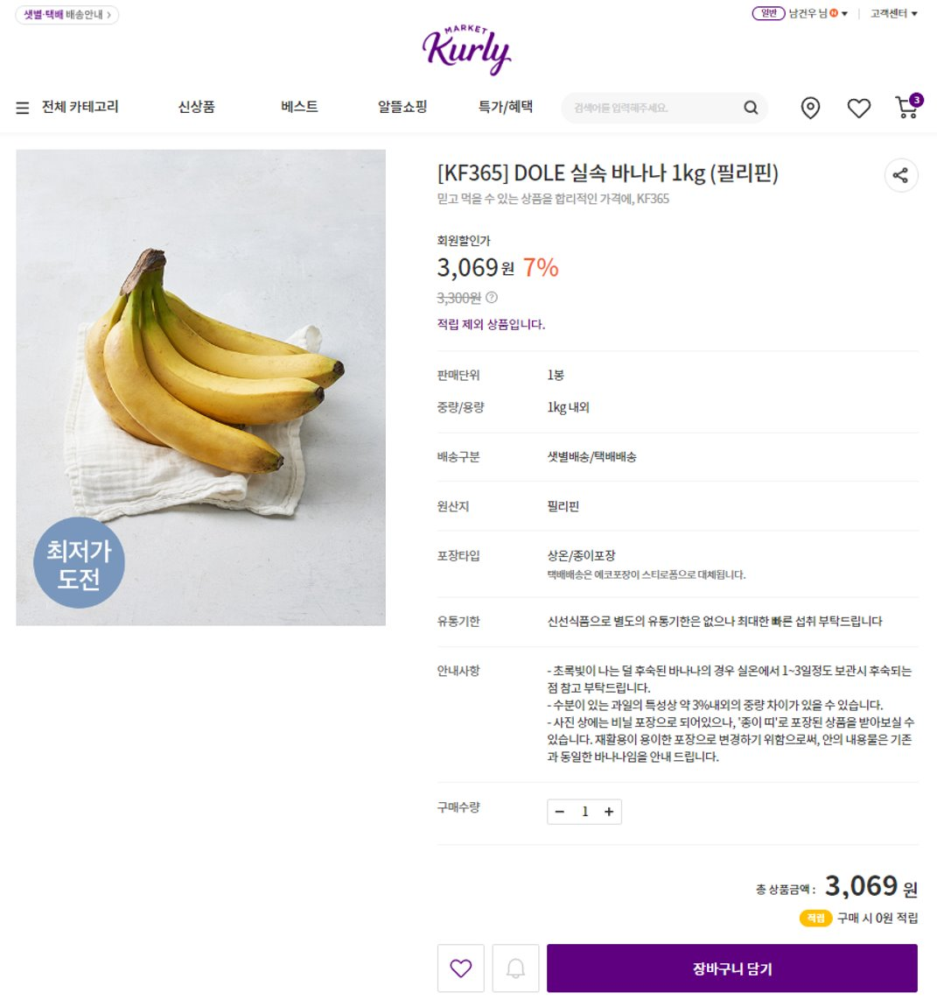 샛별·택배 배송안내 >
일반 남건우 님 N ▼ | 고객센터 ▼
MARKET
Kurly
전체 카테고리 신상품 베스트 알뜰쇼핑 특가/혜택 검색어를 입력해주세요. 3
[KF365] DOLE 실속 바나나 1kg (필리핀)
믿고 먹을 수 있는 상품을 합리적인 가격에, KF365
회원할인가
3,069원 7%
3,300원 ?
적립 제외 상품입니다.
최저가
도전
판매단위 1봉
중량/용량 1kg 내외
배송구분 샛별배송/택배배송
원산지 필리핀
포장타입 상온/종이포장
택배배송은 에코포장이 스티로폼으로 대체됩니다.
유통기한 신선식품으로 별도의 유통기한은 없으나 최대한 빠른 섭취 부탁드립니다
안내사항 - 초록빛이 나는 덜 후숙된 바나나의 경우 실온에서 1~3일정도 보관시 후숙되는
점 참고 부탁드립니다.
- 수분이 있는 과일의 특성상 약 3%내외의 중량 차이가 있을 수 있습니다.
- 사진 상에는 비닐 포장으로 되어있으나, '종이 띠'로 포장된 상품을 받아보실 수
있습니다. 재활용이 용이한 포장으로 변경하기 위함으로써, 안의 내용물은 기존
과 동일한 바나나임을 안내 드립니다.
구매수량 − 1 +
총 상품금액 : 3,069 원
적립 구매 시 0원 적립
장바구니 담기